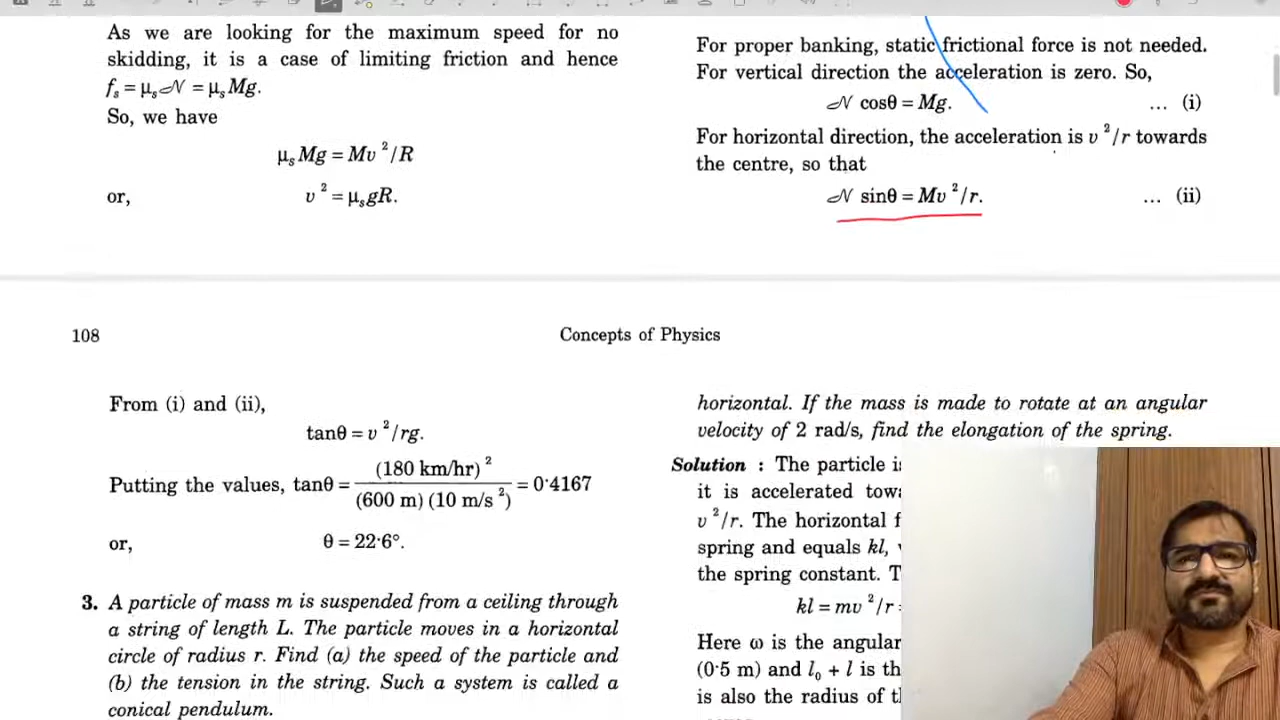 As we are looking for the maximum speed for no
skidding, it is a case of limiting friction and hence
fₛ = μₛ𝒩 = μₛ Mg.
So, we have
μₛ Mg = Mv²/R
or, v² = μₛgR.
For proper banking, static frictional force is not needed.
For vertical direction the acceleration is zero. So,
𝒩 cosθ = Mg. ... (i)
For horizontal direction, the acceleration is v²/r towards
the centre, so that
𝒩 sinθ = Mv²/r. ... (ii)
108
Concepts of Physics
From (i) and (ii),
tanθ = v²/rg.
Putting the values, tanθ = (180 km/hr)² / (600 m) (10 m/s²) = 0·4167
or, θ = 22·6°.
3. A particle of mass m is suspended from a ceiling through
a string of length L. The particle moves in a horizontal
circle of radius r. Find (a) the speed of the particle and
(b) the tension in the string. Such a system is called a
conical pendulum.
horizontal. If the mass is made to rotate at an angular
velocity of 2 rad/s, find the elongation of the spring.
Solution : The particle is
it is accelerated
v²/r. The horizontal
spring and equals kl,
the spring constant.
kl = mv²/r
Here ω is the angular
(0·5 m) and l₀ + l is
is also the radius of